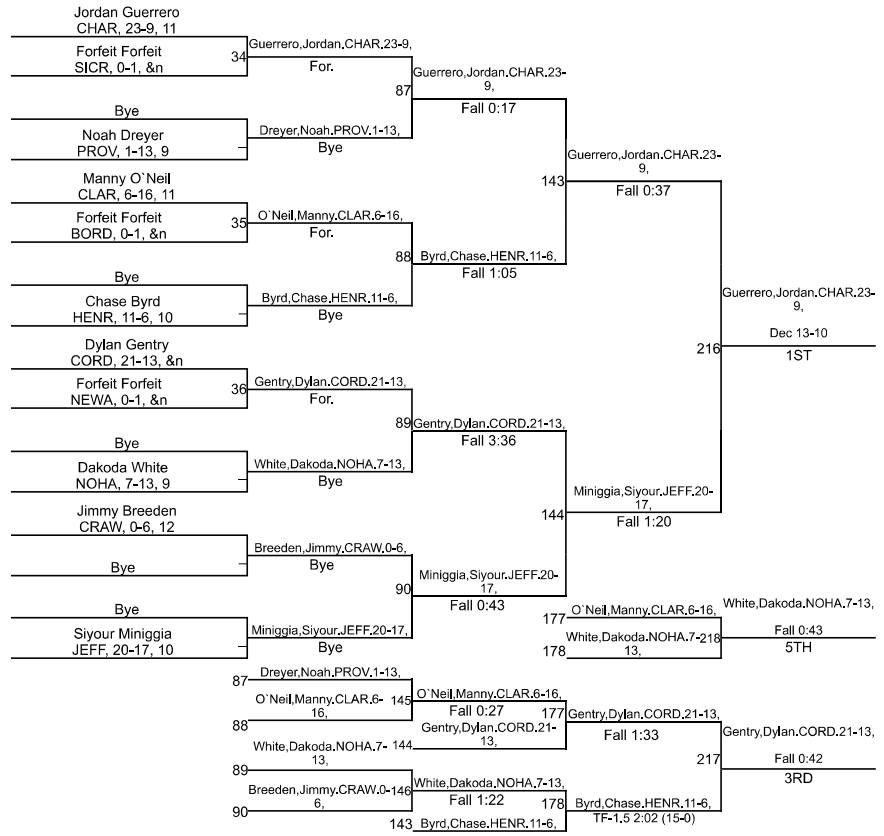 Jordan Guerrero
CHAR, 23-9, 11
Forfeit Forfeit
SICR, 0-1, &n
34
Guerrero,Jordan.CHAR.23-9,
For.
Bye
Noah Dreyer
PROV, 1-13, 9
Dreyer,Noah.PROV.1-13,
Bye
87
Guerrero,Jordan.CHAR.23-
9,
Fall 0:17
Manny O`Neil
CLAR, 6-16, 11
Forfeit Forfeit
BORD, 0-1, &n
35
O`Neil,Manny.CLAR.6-16,
For.
Bye
Chase Byrd
HENR, 11-6, 10
Byrd,Chase.HENR.11-6,
Bye
88
Byrd,Chase.HENR.11-6,
Fall 1:05
143
Guerrero,Jordan.CHAR.23-
9,
Fall 0:37
Dylan Gentry
CORD, 21-13, &n
Forfeit Forfeit
NEWA, 0-1, &n
36
Gentry,Dylan.CORD.21-13,
For.
Bye
Dakoda White
NOHA, 7-13, 9
White,Dakoda.NOHA.7-13,
Bye
89
Gentry,Dylan.CORD.21-13,
Fall 3:36
Jimmy Breeden
CRAW, 0-6, 12
Bye
Breeden,Jimmy.CRAW.0-6,
Bye
Bye
Siyour Miniggia
JEFF, 20-17, 10
Miniggia,Siyour.JEFF.20-17,
Bye
90
Miniggia,Siyour.JEFF.20-
17,
Fall 0:43
144
Miniggia,Siyour.JEFF.20-
17,
Fall 1:20
216
Guerrero,Jordan.CHAR.23-
9,
Dec 13-10
1ST
177
O`Neil,Manny.CLAR.6-16,
178
White,Dakoda.NOHA.7-
13,
218
White,Dakoda.NOHA.7-13,
Fall 0:43
5TH
87
Dreyer,Noah.PROV.1-13,
88
O`Neil,Manny.CLAR.6-
16,
145
O`Neil,Manny.CLAR.6-16,
Fall 0:27
144
Gentry,Dylan.CORD.21-
13,
177
Gentry,Dylan.CORD.21-13,
Fall 1:33
89
White,Dakoda.NOHA.7-
13,
90
Breeden,Jimmy.CRAW.0-
6,
146
White,Dakoda.NOHA.7-13,
Fall 1:22
143
Byrd,Chase.HENR.11-6,
178
Byrd,Chase.HENR.11-6,
TF-1.5 2:02 (15-0)
217
Gentry,Dylan.CORD.21-13,
Fall 0:42
3RD